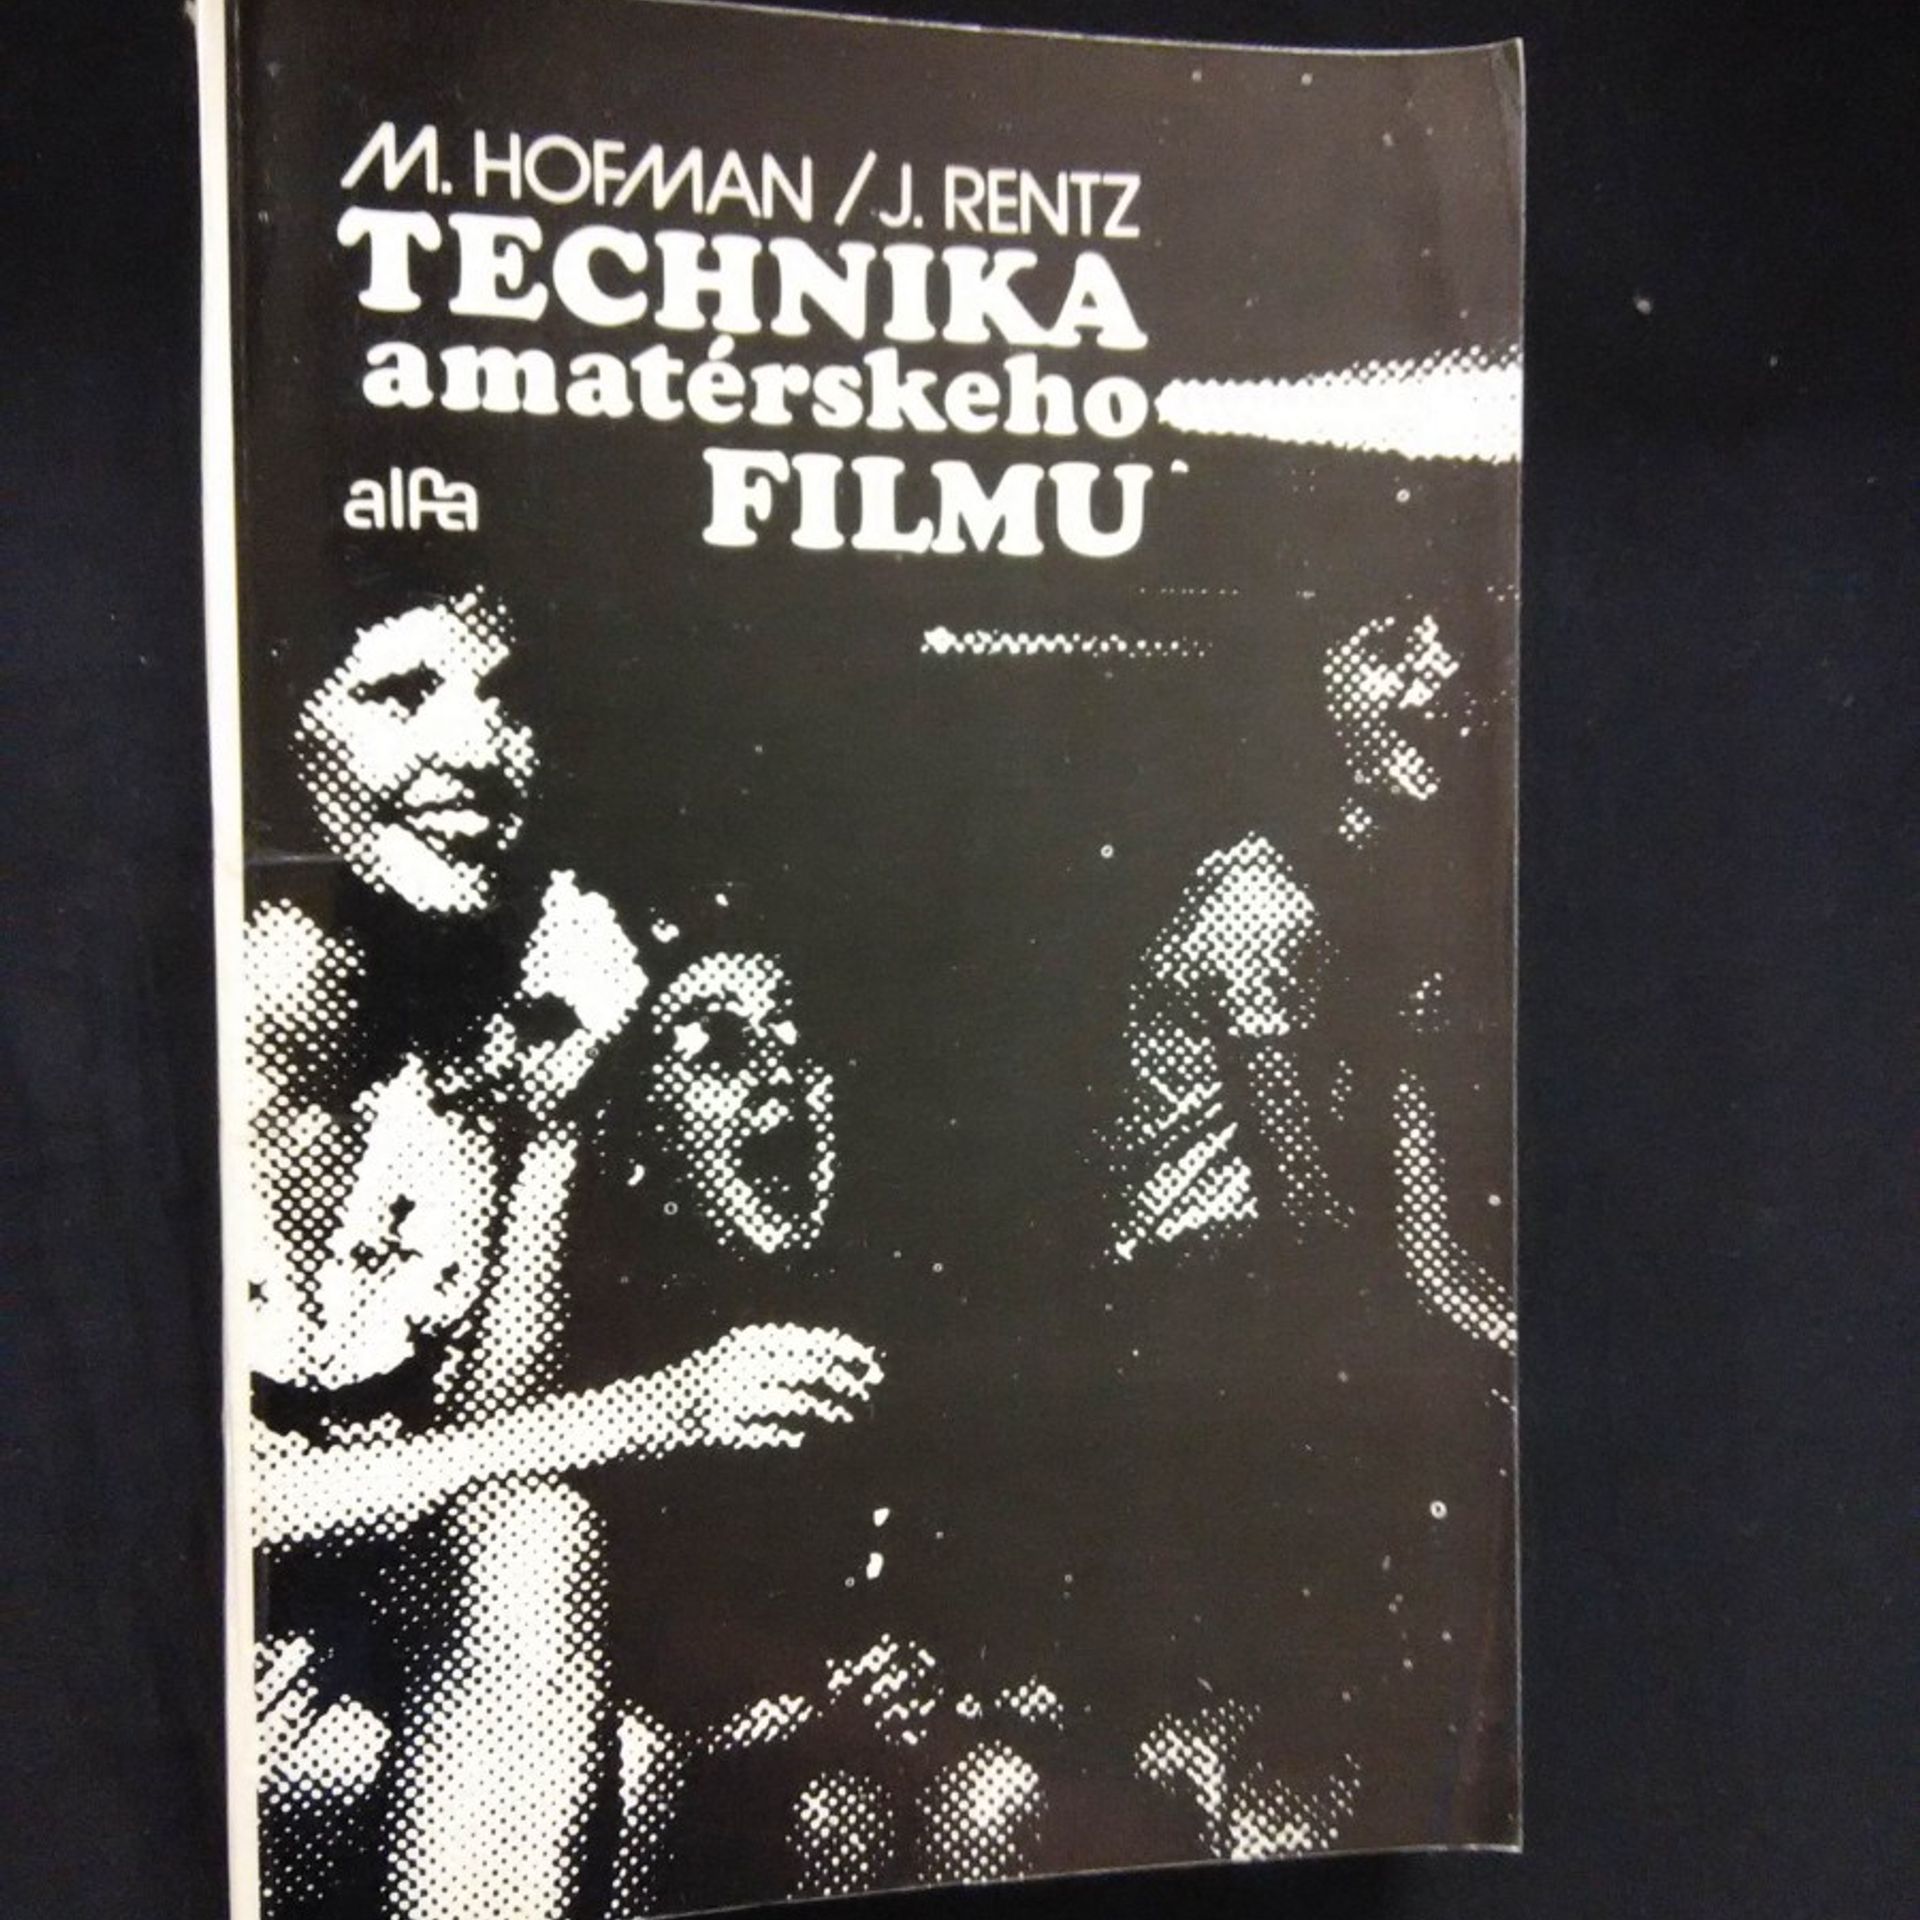 M. HOFMAN / J. RENTZ
TECHNIKA
amatérskeho
FILMU
alfa